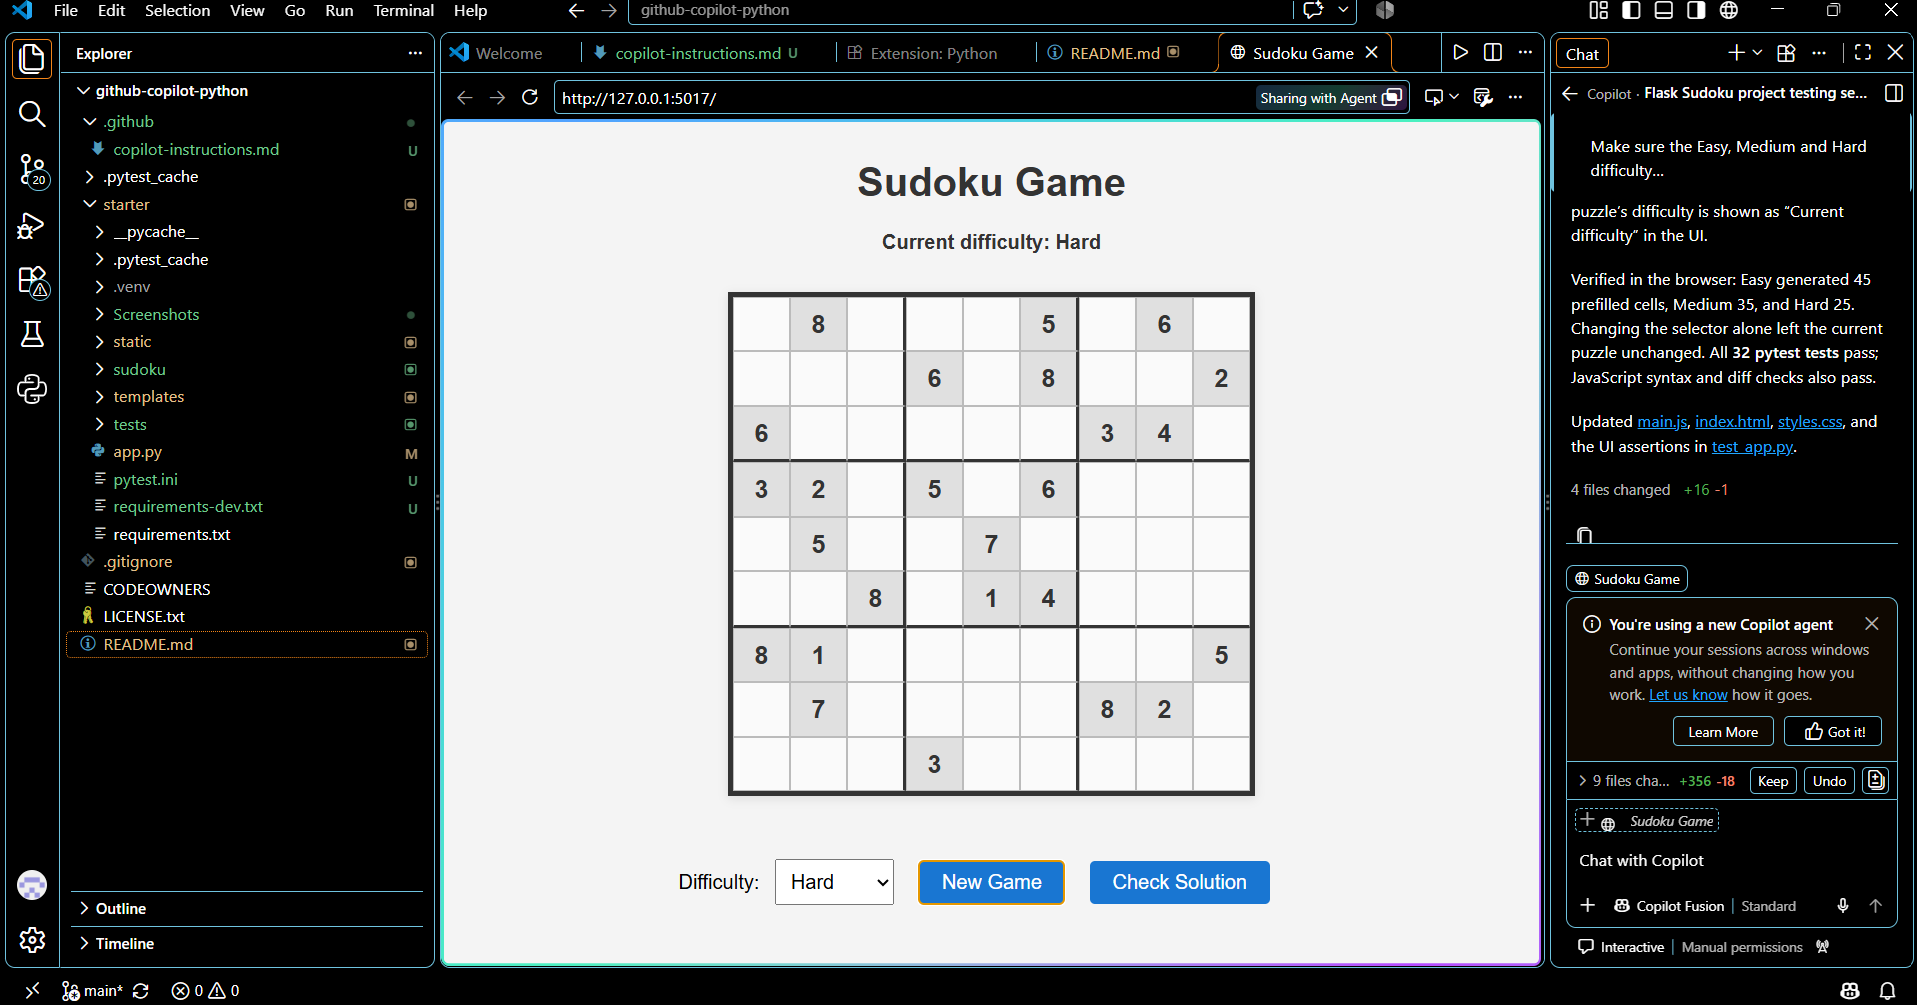 File Edit Selection View Go Run Terminal Help
github-copilot-python
Explorer
github-copilot-python
.github
copilot-instructions.md U
.pytest_cache
starter
__pycache__
.pytest_cache
.venv
Screenshots
static
sudoku
templates
tests
app.py M
pytest.ini U
requirements-dev.txt U
requirements.txt
.gitignore
CODEOWNERS
LICENSE.txt
README.md
Outline
Timeline
20
Welcome
copilot-instructions.md U
Extension: Python
README.md
Sudoku Game
http://127.0.0.1:5017/
Sharing with Agent
Sudoku Game
Current difficulty: Hard
8 5 6
6 8 2
6 3 4
3 2 5 6
5 7
8 1 4
8 1 5
7 8 2
3
Difficulty: Hard New Game Check Solution
Chat
Copilot · Flask Sudoku project testing se...
Make sure the Easy, Medium and Hard
difficulty...
puzzle’s difficulty is shown as “Current
difficulty” in the UI.
Verified in the browser: Easy generated 45
prefilled cells, Medium 35, and Hard 25.
Changing the selector alone left the current
puzzle unchanged. All 32 pytest tests pass;
JavaScript syntax and diff checks also pass.
Updated main.js, index.html, styles.css, and
the UI assertions in test_app.py.
4 files changed +16 -1
Sudoku Game
You're using a new Copilot agent
Continue your sessions across windows
and apps, without changing how you
work. Let us know how it goes.
Learn More Got it!
9 files cha... +356 -18 Keep Undo
Sudoku Game
Chat with Copilot
Copilot Fusion | Standard
Interactive | Manual permissions
main* 0 0